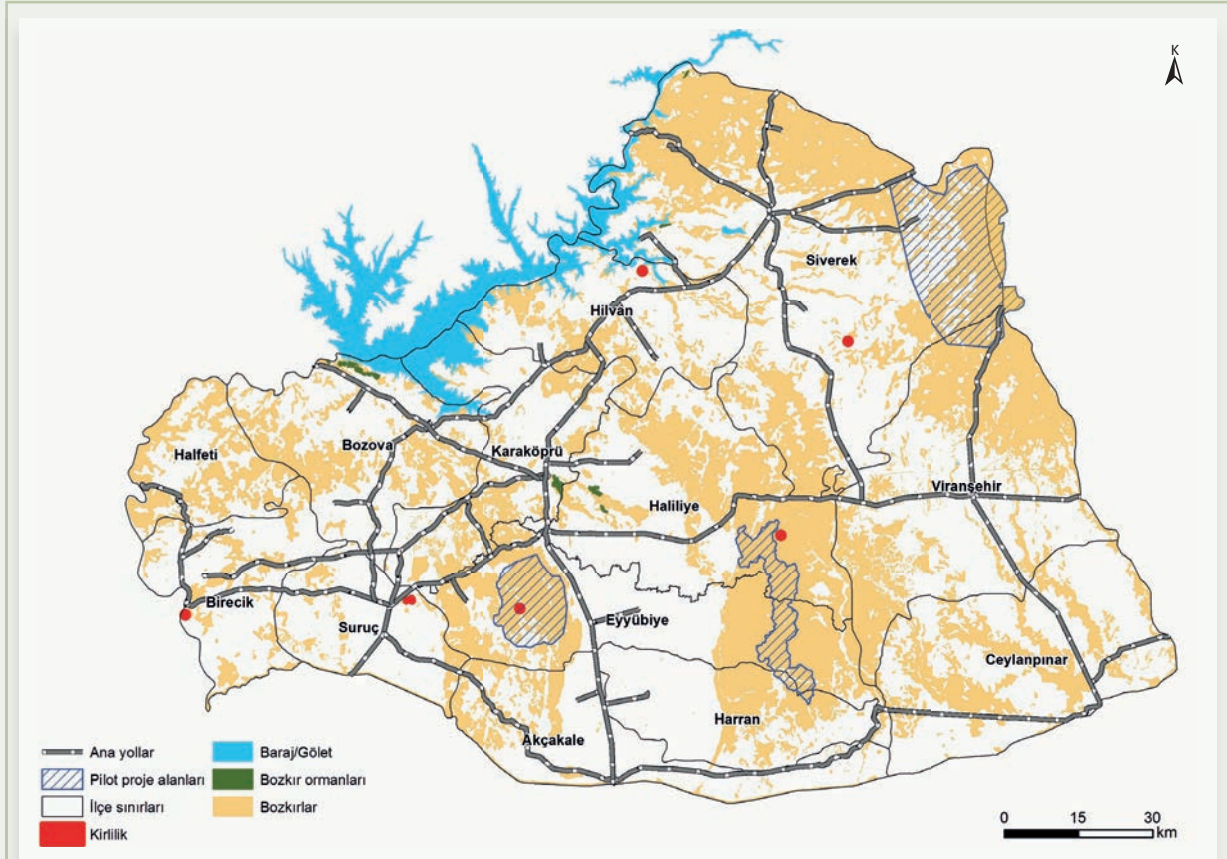 K
Siverek
Hilvan
Halfeti
Bozova
Karaköprü
Viranşehir
Haliliye
Birecik
Suruç
Eyyübiye
Ceylanpınar
Harran
Akçakale
Ana yollar
Pilot proje alanları
İlçe sınırları
Kirlilik
Baraj/Gölet
Bozkır ormanları
Bozkırlar
0 15 30
km